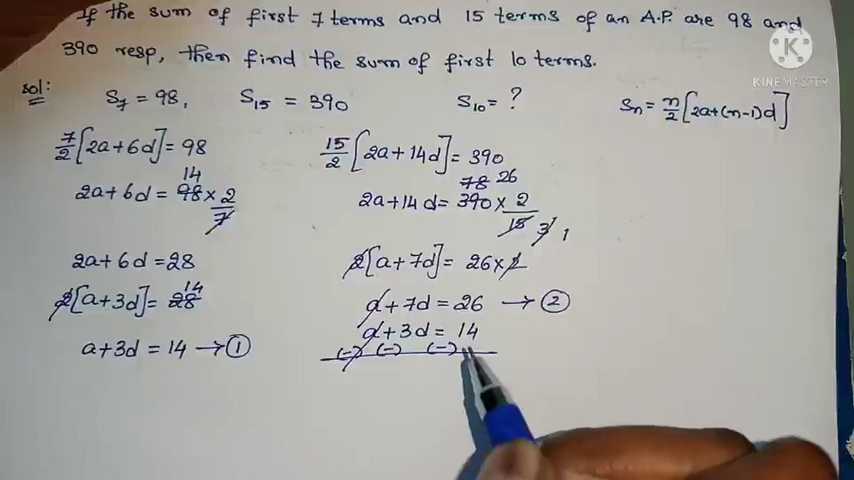 If the sum of first 7 terms and 15 terms of an A.P. are 98 and
390 resp, then find the sum of first 10 terms.
K
KINEMASTER
sol:
S₇ = 98, S₁₅ = 390 S₁₀ = ? Sₙ = n/2 [2a+(n-1)d]
7/2 [2a+6d] = 98 15/2 [2a+14d] = 390
14 78 26
2a+6d = 98 × 2/7 2a+14d = 390 × 2/15 3 1
2a+6d = 28 2[a+7d] = 26×2
14
2[a+3d] = 28 a+7d = 26 → ②
a+3d = 14
a+3d = 14 → ① (-) (-) (-)